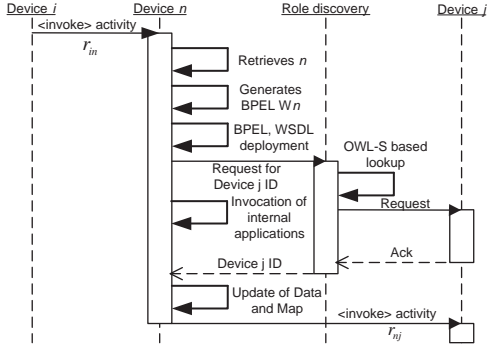 Device i
Device n
Role discovery
Device j
<invoke> activity
r_in
Retrieves n
Generates
BPEL Wn
BPEL, WSDL
deployment
OWL-S based
lookup
Request for
Device j ID
Request
Invocation of
internal
applications
Ack
Device j ID
Update of Data
and Map
<invoke> activity
r_nj